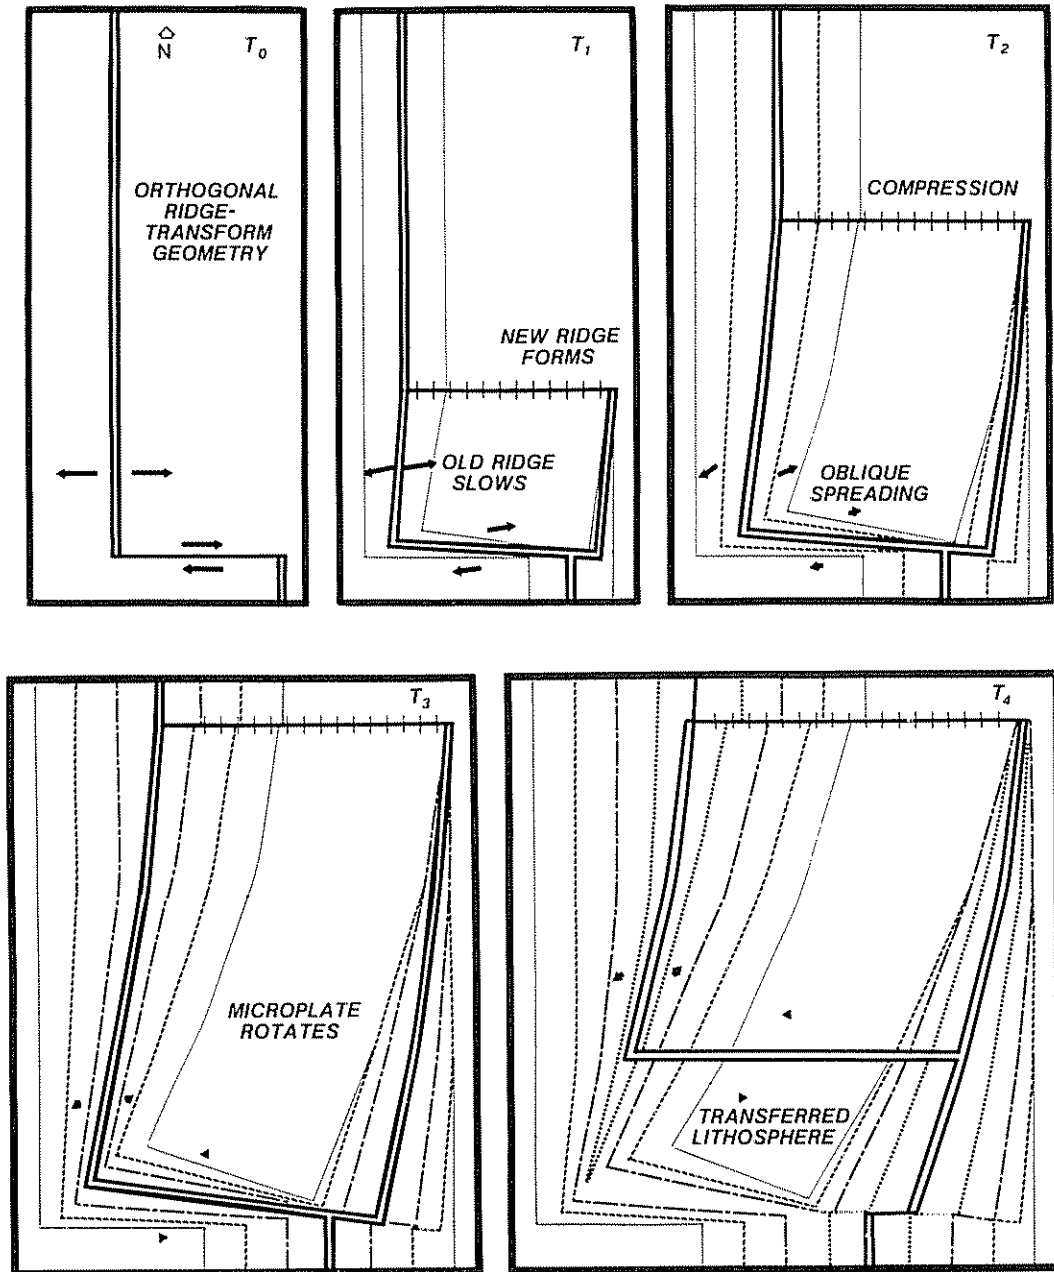 N
T0
ORTHOGONAL
RIDGE-
TRANSFORM
GEOMETRY
T1
NEW RIDGE
FORMS
OLD RIDGE
SLOWS
T2
COMPRESSION
OBLIQUE
SPREADING
T3
MICROPLATE
ROTATES
T4
TRANSFERRED
LITHOSPHERE